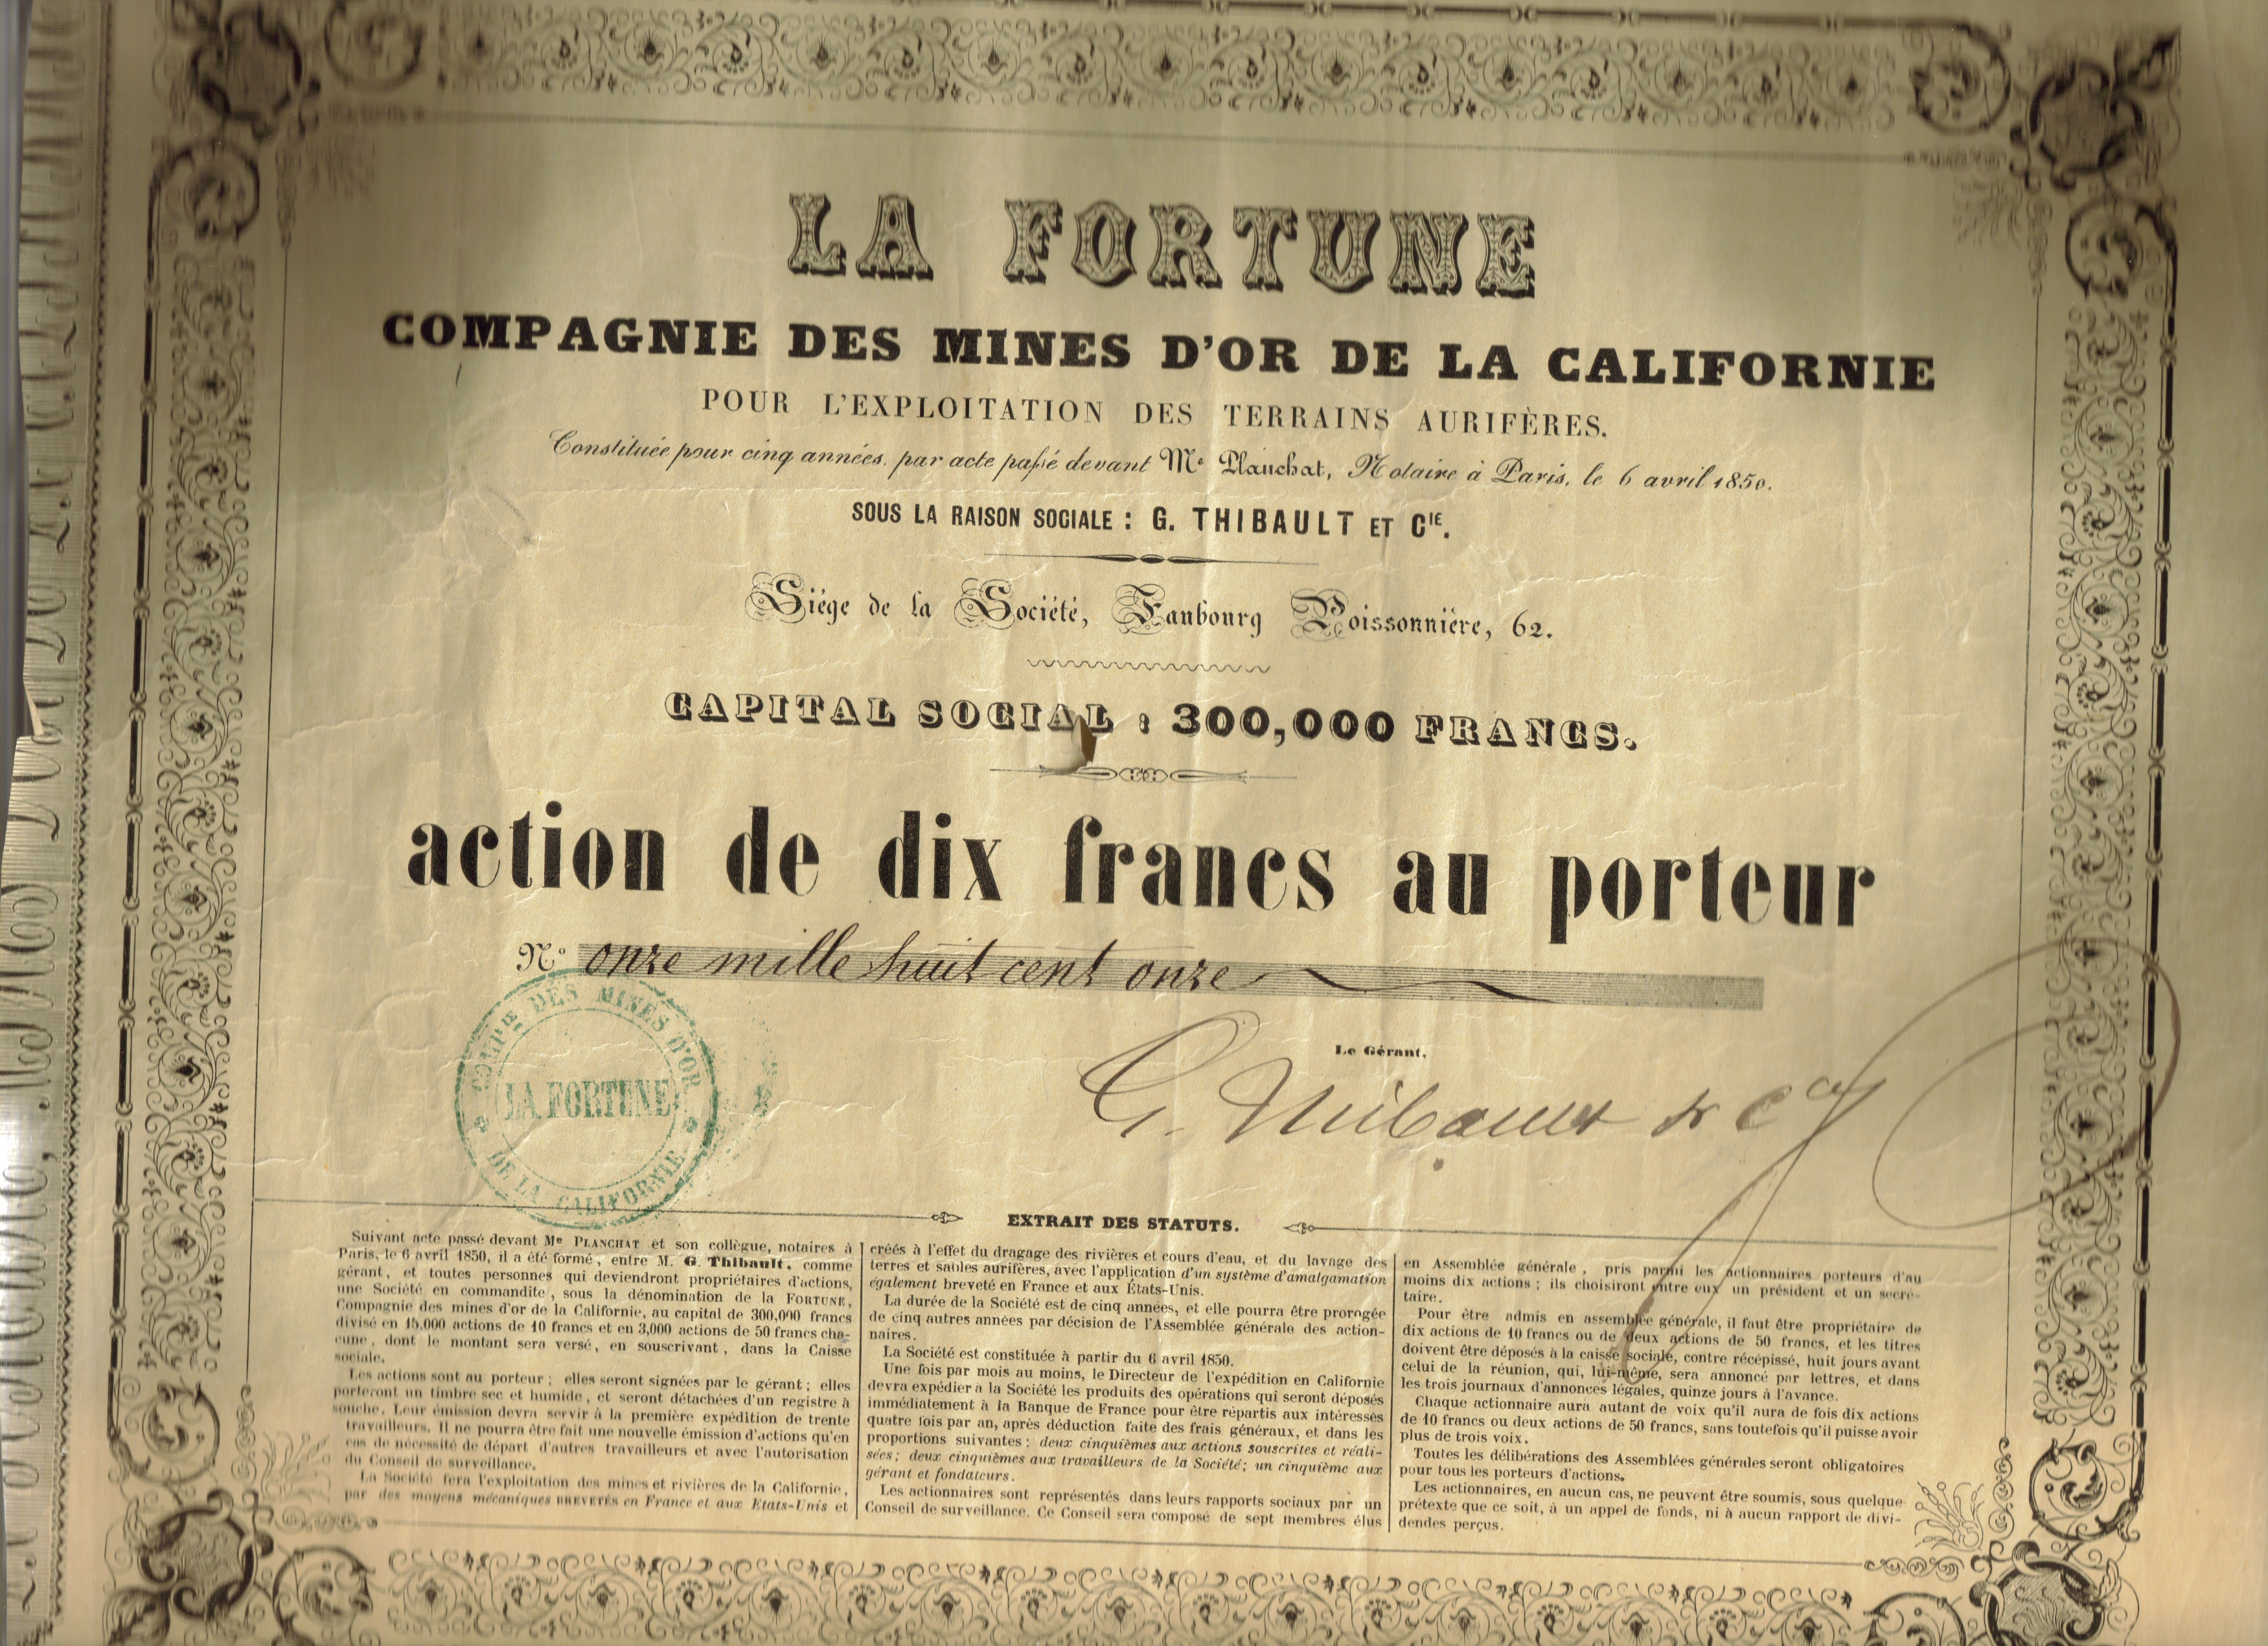 LA FORTUNE
COMPAGNIE DES MINES D'OR DE LA CALIFORNIE
POUR L'EXPLOITATION DES TERRAINS AURIFÈRES.
Constituée pour cinq années, par acte passé devant Me Planchat, Notaire à Paris, le 6 avril 1850.
SOUS LA RAISON SOCIALE : G. THIBAULT ET CIE.
Siége de la Société, Faubourg Poissonnière, 62.
CAPITAL SOCIAL : 300,000 FRANCS.
action de dix francs au porteur
No onze mille huit cent onze
COMPIE DES MINES D'OR
LA FORTUNE
DE LA CALIFORNIE
Le Gérant,
G. Thibault & Cie
EXTRAIT DES STATUTS.
Suivant acte passé devant Me PLANCHAT et son collègue, notaires à
Paris, le 6 avril 1850, il a été formé, entre M. G. Thibault, comme
gérant, et toutes personnes qui deviendront propriétaires d'actions,
une Société en commandite, sous la dénomination de la FORTUNE,
Compagnie des mines d'or de la Californie, au capital de 300,000 francs
divisé en 15,000 actions de 10 francs et en 3,000 actions de 50 francs cha-
cune, dont le montant sera versé, en souscrivant, dans la Caisse
sociale.
Les actions sont au porteur ; elles seront signées par le gérant ; elles
porteront un timbre sec et humide, et seront détachées d'un registre à
souche. Leur émission devra servir à la première expédition de trente
travailleurs. Il ne pourra être fait une nouvelle émission d'actions qu'en
cas de nécessité de départ d'autres travailleurs et avec l'autorisation
du Conseil de surveillance.
La Société fera l'exploitation des mines et rivières de la Californie,
par des moyens mécaniques BREVETÉS en France et aux Etats-Unis et
créés à l'effet du dragage des rivières et cours d'eau, et du lavage des
terres et sables aurifères, avec l'application d'un système d'amalgamation
également breveté en France et aux États-Unis.
La durée de la Société est de cinq années, et elle pourra être prorogée
de cinq autres années par décision de l'Assemblée générale des action-
naires.
La Société est constituée à partir du 6 avril 1850.
Une fois par mois au moins, le Directeur de l'expédition en Californie
devra expédier à la Société les produits des opérations qui seront déposés
immédiatement à la Banque de France pour être répartis aux intéressés
quatre fois par an, après déduction faite des frais généraux, et dans les
proportions suivantes : deux cinquièmes aux actions souscrites et réali-
sées ; deux cinquièmes aux travailleurs de la Société ; un cinquième aux
gérant et fondateurs.
Les actionnaires sont représentés dans leurs rapports sociaux par un
Conseil de surveillance. Ce Conseil sera composé de sept membres élus
en Assemblée générale, pris parmi les actionnaires porteurs d'au
moins dix actions ; ils choisiront entre eux un président et un secré-
taire.
Pour être admis en assemblée générale, il faut être propriétaire de
dix actions de 10 francs ou de deux actions de 50 francs, et les titres
doivent être déposés à la caisse sociale, contre récépissé, huit jours avant
celui de la réunion, qui, lui-même, sera annoncé par lettres, et dans
les trois journaux d'annonces légales, quinze jours à l'avance.
Chaque actionnaire aura autant de voix qu'il aura de fois dix actions
de 10 francs ou deux actions de 50 francs, sans toutefois qu'il puisse avoir
plus de trois voix.
Toutes les délibérations des Assemblées générales seront obligatoires
pour tous les porteurs d'actions.
Les actionnaires, en aucun cas, ne peuvent être soumis, sous quelque
prétexte que ce soit, à un appel de fonds, ni à aucun rapport de divi-
dendes perçus.